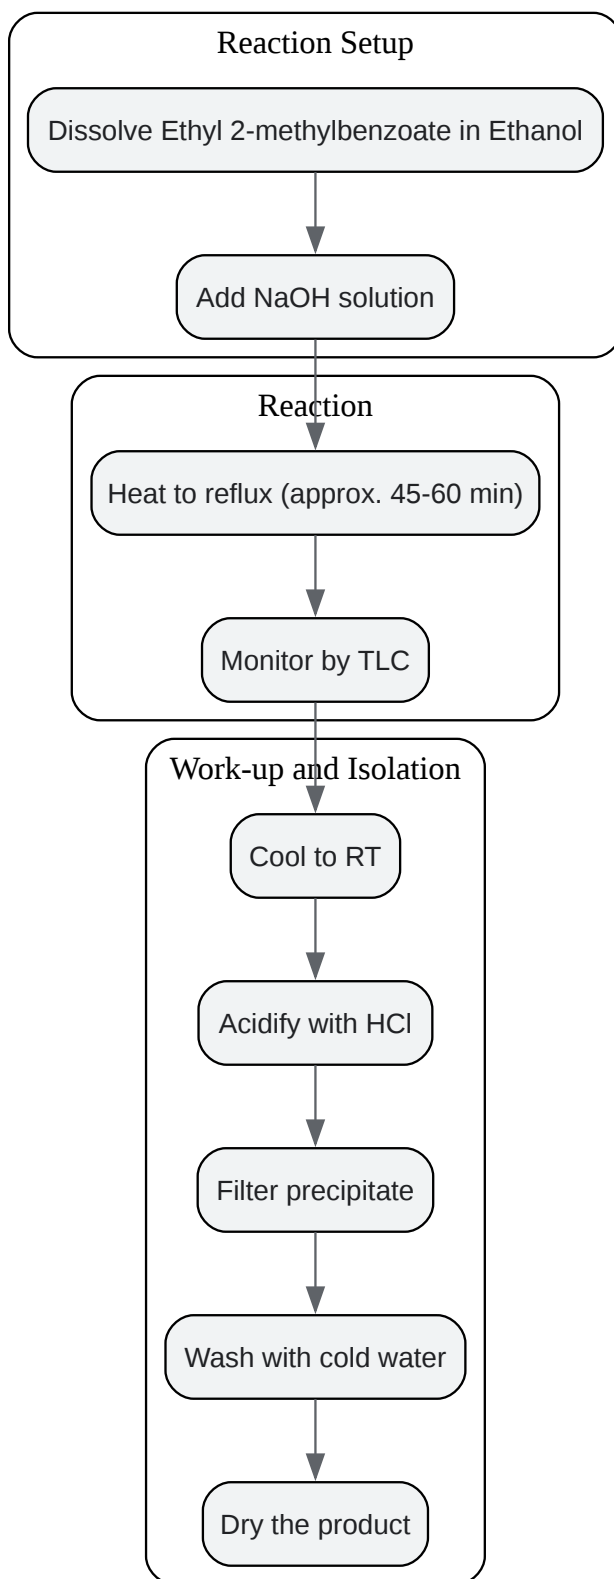 Reaction Setup
Dissolve Ethyl 2-methylbenzoate in Ethanol
Add NaOH solution
Reaction
Heat to reflux (approx. 45-60 min)
Monitor by TLC
Work-up and Isolation
Cool to RT
Acidify with HCl
Filter precipitate
Wash with cold water
Dry the product